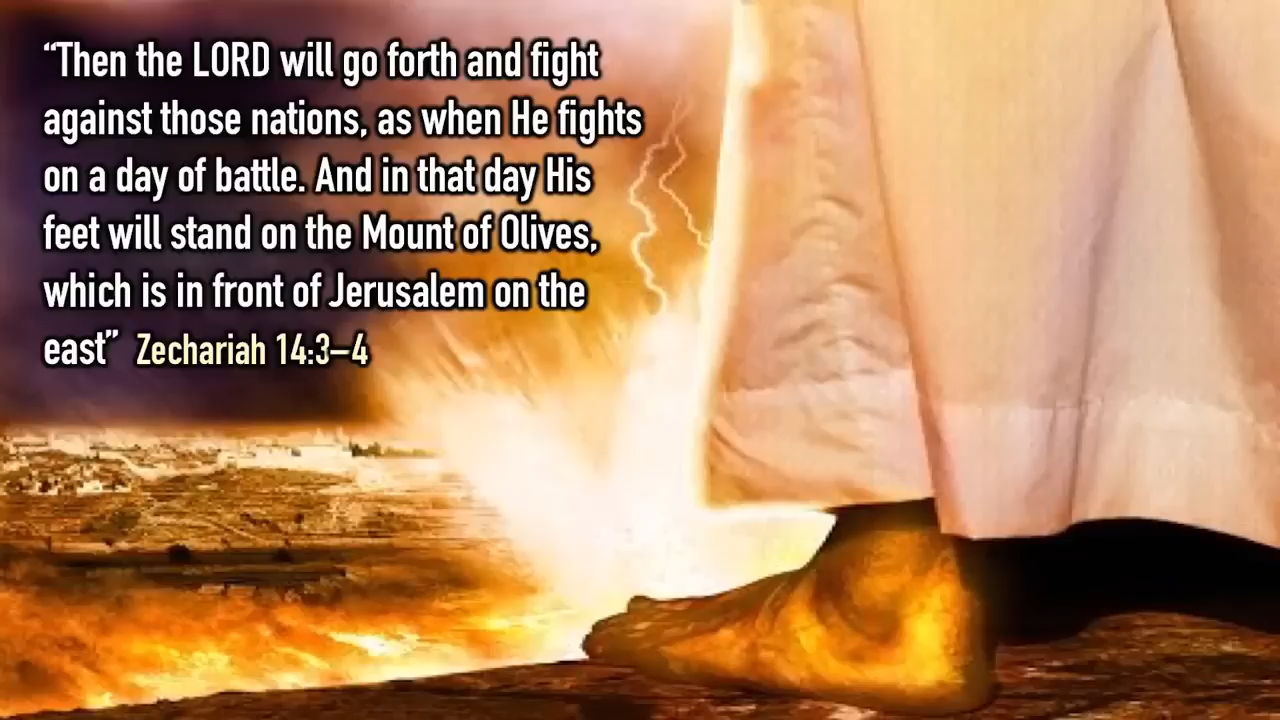 “Then the LORD will go forth and fight
against those nations, as when He fights
on a day of battle. And in that day His
feet will stand on the Mount of Olives,
which is in front of Jerusalem on the
east” Zechariah 14:3–4